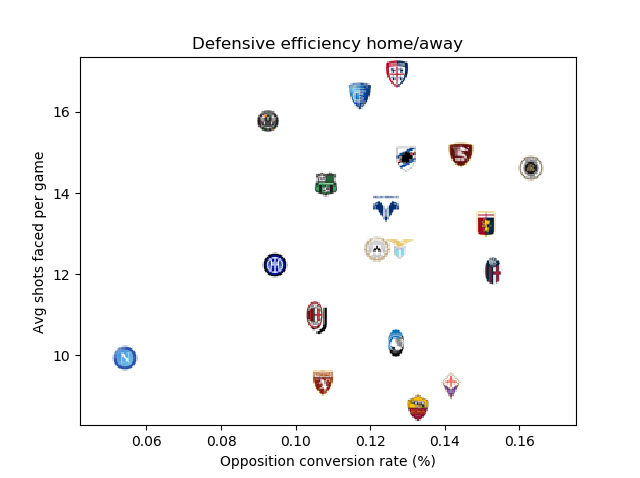 Defensive efficiency home/away
16
14
12
10
Avg shots faced per game
0.06 0.08 0.10 0.12 0.14 0.16
Opposition conversion rate (%)
N